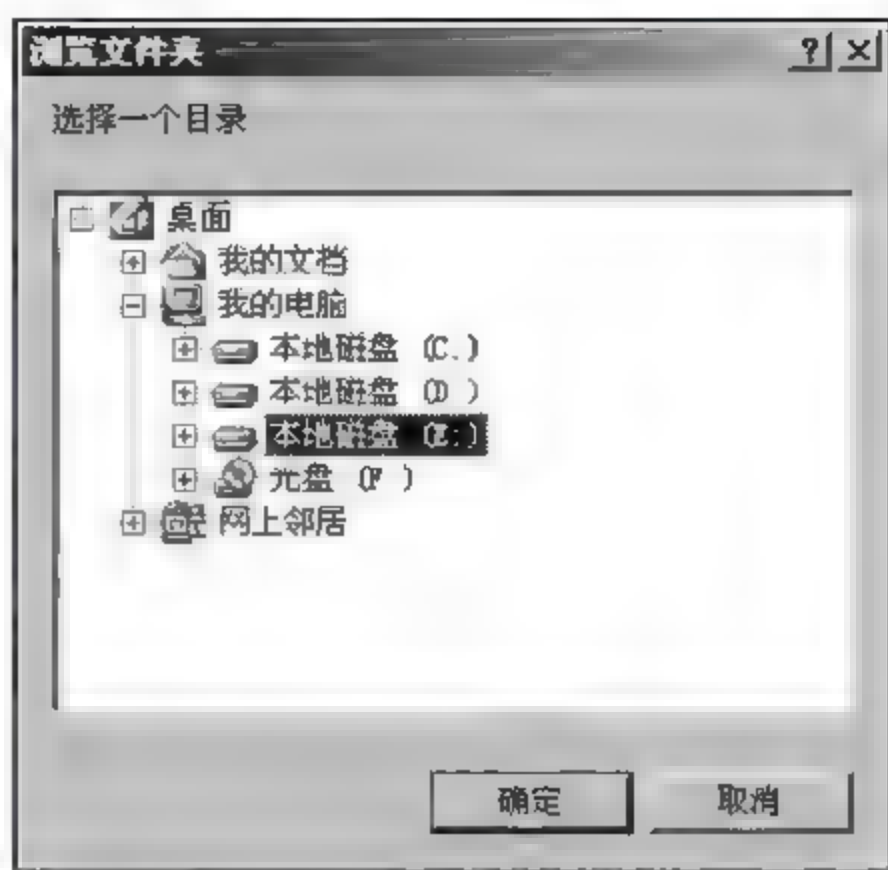 浏览文件夹
选择一个目录
桌面
我的文档
我的电脑
本地磁盘 (C:)
本地磁盘 (D )
本地磁盘 (E:)
光盘 (F )
网上邻居
确定 取消